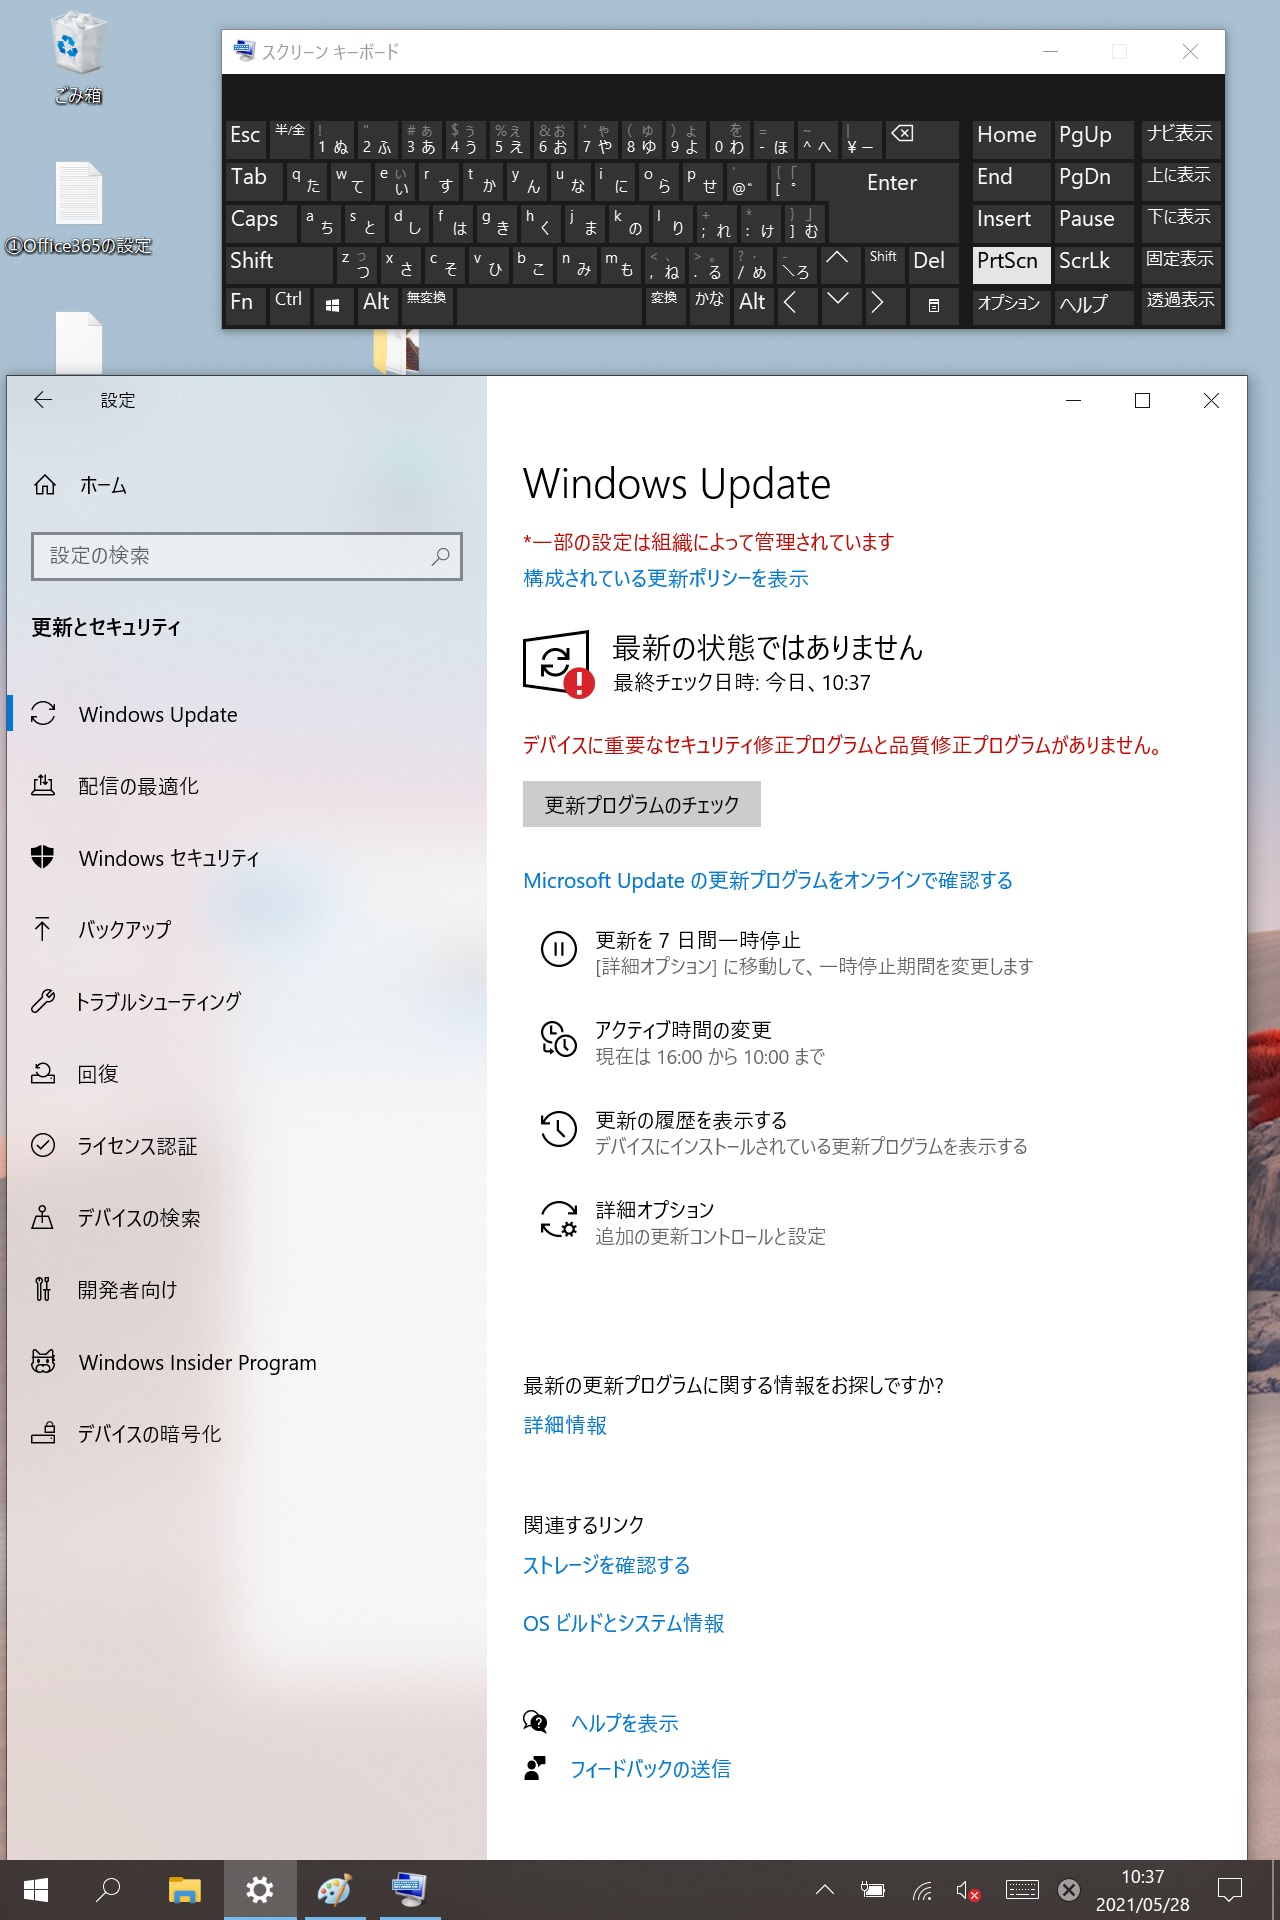 ごみ箱
①Office365の設定
スクリーン キーボード
Esc 半/全 ! 1 ぬ " 2 ふ # ぁ 3 あ $ ぅ 4 う % ぇ 5 え & ぉ 6 お ' ゃ 7 や ( ゅ 8 ゆ ) ょ 9 よ を 0 わ = - ほ ~ ^ へ | ¥ ー Home PgUp ナビ表示
Tab q た w て e ぃ い r す t か y ん u な i に o ら p せ ` @ ゛ { 「 [ ゜ Enter End PgDn 上に表示
Caps a ち s と d し f は g き h く j ま k の l り + ; れ * : け } 」 ] む Insert Pause 下に表示
Shift z っ つ x さ c そ v ひ b こ n み m も < 、 , ね > 。 . る ? ・ / め _ \ ろ Shift Del PrtScn ScrLk 固定表示
Fn Ctrl Alt 無変換 変換 かな Alt オプション ヘルプ 透過表示
設定
ホーム
設定の検索
更新とセキュリティ
Windows Update
配信の最適化
Windows セキュリティ
バックアップ
トラブルシューティング
回復
ライセンス認証
デバイスの検索
開発者向け
Windows Insider Program
デバイスの暗号化
Windows Update
*一部の設定は組織によって管理されています
構成されている更新ポリシーを表示
最新の状態ではありません
最終チェック日時: 今日、10:37
デバイスに重要なセキュリティ修正プログラムと品質修正プログラムがありません。
更新プログラムのチェック
Microsoft Update の更新プログラムをオンラインで確認する
更新を 7 日間一時停止
[詳細オプション] に移動して、一時停止期間を変更します
アクティブ時間の変更
現在は 16:00 から 10:00 まで
更新の履歴を表示する
デバイスにインストールされている更新プログラムを表示する
詳細オプション
追加の更新コントロールと設定
最新の更新プログラムに関する情報をお探しですか?
詳細情報
関連するリンク
ストレージを確認する
OS ビルドとシステム情報
ヘルプを表示
フィードバックの送信
10:37
2021/05/28